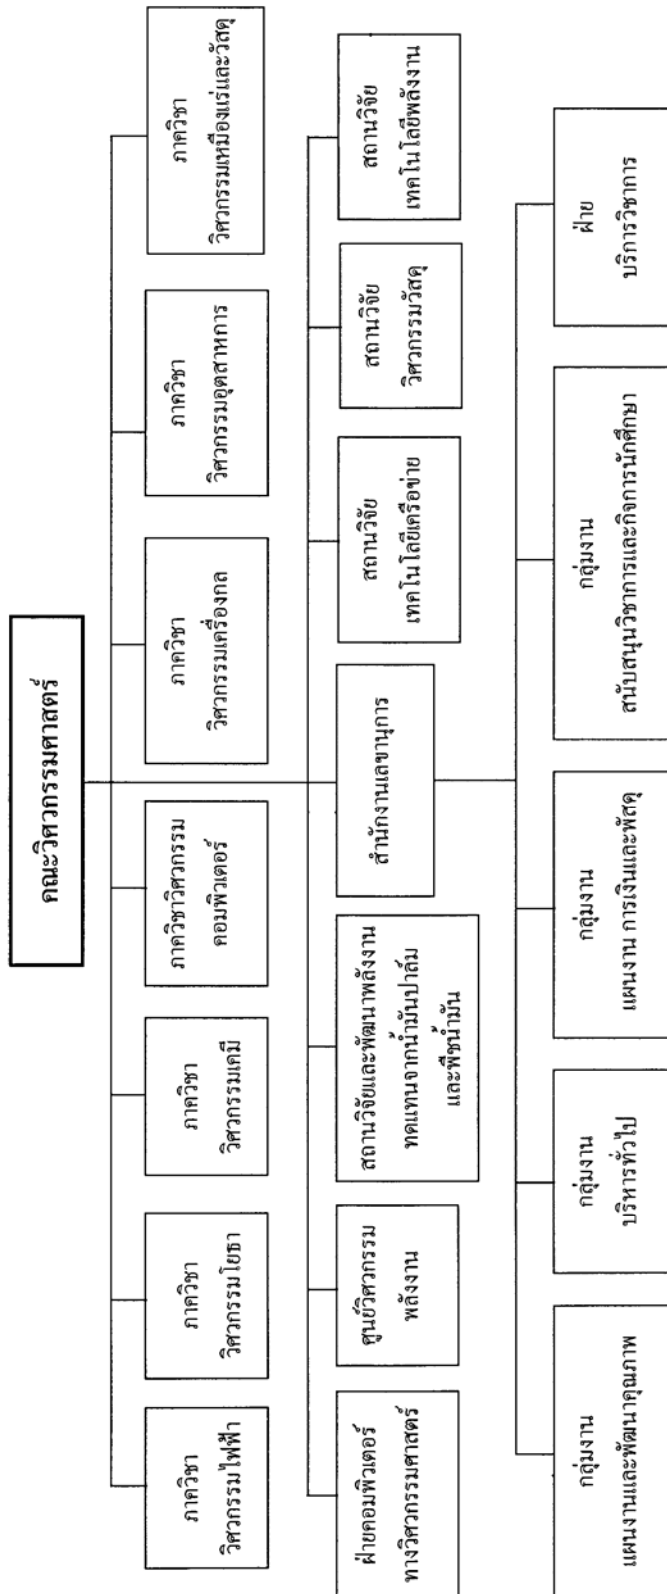 คณะวิศวกรรมศาสตร์
ภาควิชา
วิศวกรรมไฟฟ้า
ภาควิชา
วิศวกรรมโยธา
ภาควิชา
วิศวกรรมเคมี
ภาควิชาวิศวกรรม
คอมพิวเตอร์
ภาควิชา
วิศวกรรมเครื่องกล
ภาควิชา
วิศวกรรมอุตสาหการ
ภาควิชา
วิศวกรรมเหมืองแร่และวัสดุ
ฝ่ายคอมพิวเตอร์
ทางวิศวกรรมศาสตร์
ศูนย์วิศวกรรม
พลังงาน
สถานวิจัยและพัฒนาพลังงาน
ทดแทนจากน้ำมันปาล์ม
และพืชน้ำมัน
สำนักงานเลขานุการ
สถานวิจัย
เทคโนโลยีเครือข่าย
สถานวิจัย
วิศวกรรมวัสดุ
สถานวิจัย
เทคโนโลยีพลังงาน
กลุ่มงาน
แผนงานและพัฒนาคุณภาพ
กลุ่มงาน
บริหารทั่วไป
กลุ่มงาน
แผนงาน การเงินและพัสดุ
กลุ่มงาน
สนับสนุนวิชาการและกิจการนักศึกษา
ฝ่าย
บริการวิชาการ